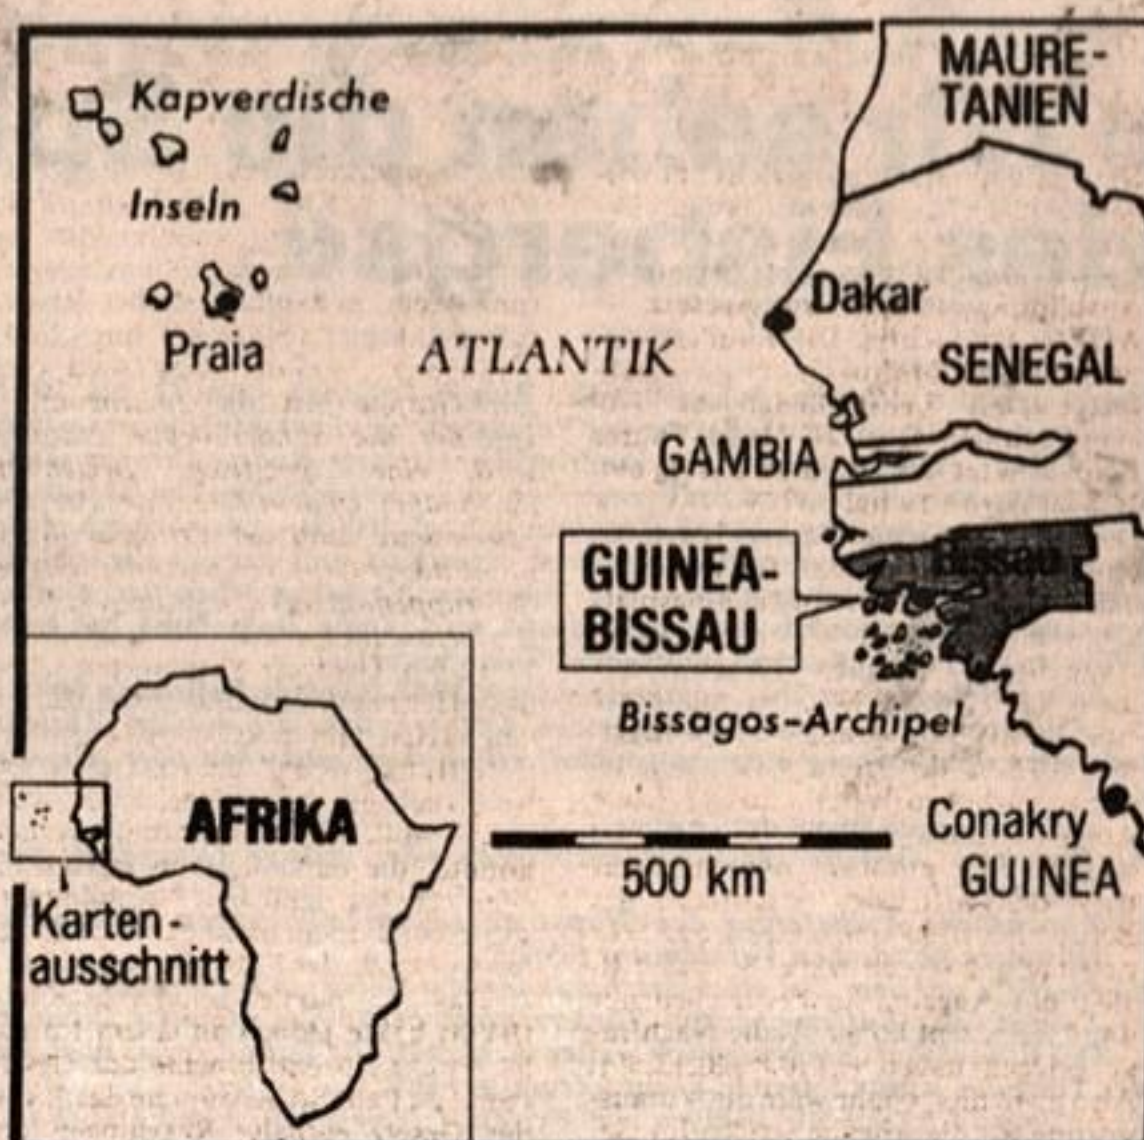 MAURE-
TANIEN
Kapverdische
Inseln
Dakar
Praia
ATLANTIK
SENEGAL
GAMBIA
Bissau
GUINEA-
BISSAU
Bissagos-Archipel
AFRIKA
Conakry
500 km
GUINEA
Karten-
ausschnitt